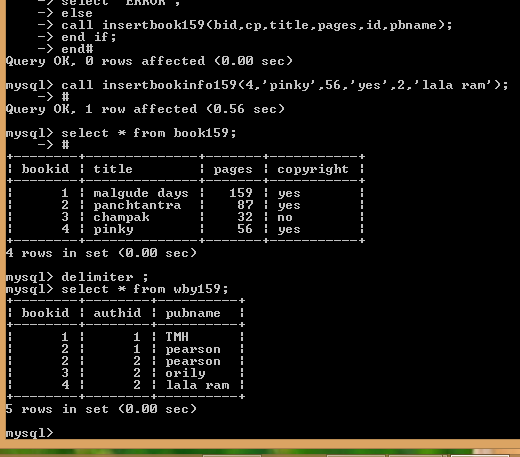 -> select 'ERROR';
-> else
-> call insertbook159(bid,cp,title,pages,id,pbname);
-> end if;
-> end#
Query OK, 0 rows affected (0.00 sec)
mysql> call insertbookinfo159(4,'pinky',56,'yes',2,'lala ram');
-> #
Query OK, 1 row affected (0.56 sec)
mysql> select * from book159;
-> #
+--------+---------------+-------+-----------+
| bookid | title | pages | copyright |
+--------+---------------+-------+-----------+
| 1 | malgude days | 159 | yes |
| 2 | panchtantra | 87 | yes |
| 3 | champak | 32 | no |
| 4 | pinky | 56 | yes |
+--------+---------------+-------+-----------+
4 rows in set (0.00 sec)
mysql> delimiter ;
mysql> select * from wby159;
+--------+--------+----------+
| bookid | authid | pubname |
+--------+--------+----------+
| 1 | 1 | TMH |
| 2 | 1 | pearson |
| 2 | 2 | pearson |
| 3 | 2 | orily |
| 4 | 2 | lala ram |
+--------+--------+----------+
5 rows in set (0.00 sec)
mysql>